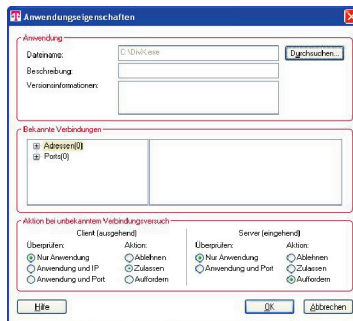 Anwendungseigenschaften
Anwendung
Dateiname:
C:\DivX.exe
Durchsuchen...
Beschreibung:
Versionsinformationen:
Bekannte Verbindungen
Adressen(0)
Ports(0)
Aktion bei unbekanntem Verbindungsversuch
Client (ausgehend)
Server (eingehend)
Überprüfen:
Aktion:
Überprüfen:
Aktion:
Nur Anwendung
Ablehnen
Nur Anwendung
Ablehnen
Anwendung und IP
Zulassen
Anwendung und Port
Zulassen
Anwendung und Port
Auffordern
Auffordern
Hilfe
OK
Abbrechen